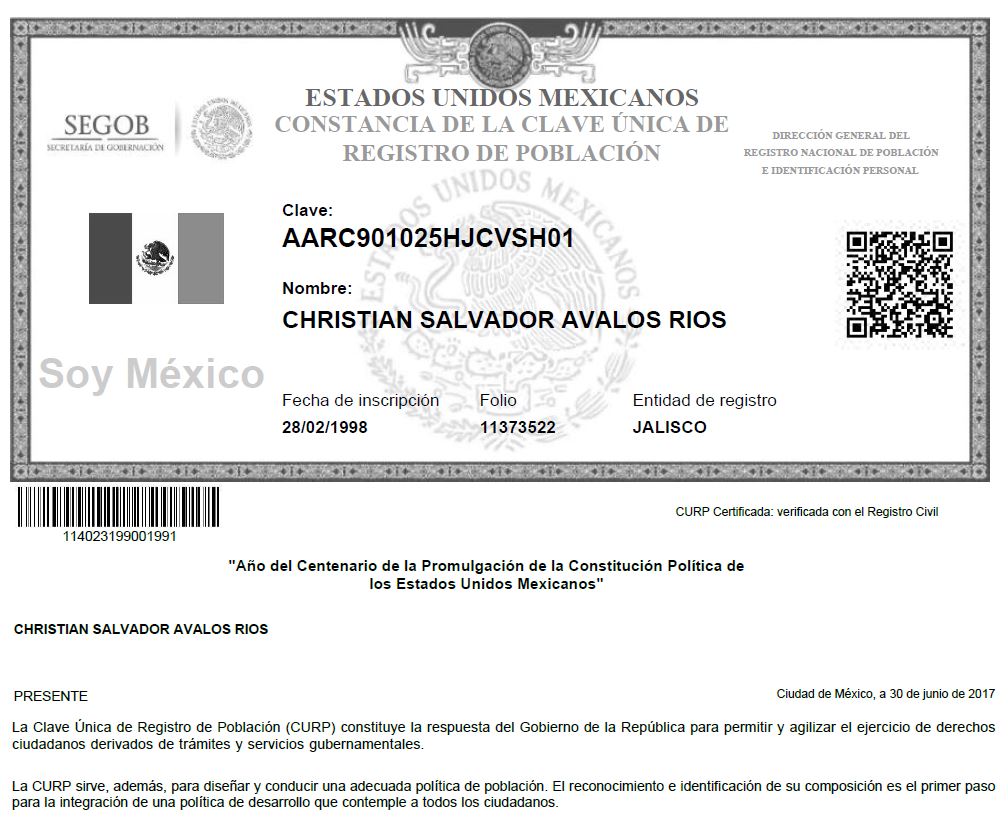 ESTADOS UNIDOS MEXICANOS
CONSTANCIA DE LA CLAVE ÚNICA DE
REGISTRO DE POBLACIÓN
SEGOB
SECRETARÍA DE GOBERNACIÓN
DIRECCIÓN GENERAL DEL
REGISTRO NACIONAL DE POBLACIÓN
E IDENTIFICACIÓN PERSONAL
ESTADOS UNIDOS MEXICANOS
Clave:
AARC901025HJCVSH01
Nombre:
CHRISTIAN SALVADOR AVALOS RIOS
Soy México
Fecha de inscripción Folio Entidad de registro
28/02/1998 11373522 JALISCO
114023199001991
CURP Certificada: verificada con el Registro Civil
"Año del Centenario de la Promulgación de la Constitución Política de
los Estados Unidos Mexicanos"
CHRISTIAN SALVADOR AVALOS RIOS
PRESENTE
Ciudad de México, a 30 de junio de 2017
La Clave Única de Registro de Población (CURP) constituye la respuesta del Gobierno de la República para permitir y agilizar el ejercicio de derechos
ciudadanos derivados de trámites y servicios gubernamentales.
La CURP sirve, además, para diseñar y conducir una adecuada política de población. El reconocimiento e identificación de su composición es el primer paso
para la integración de una política de desarrollo que contemple a todos los ciudadanos.